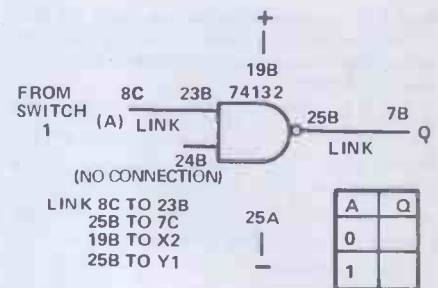 +
19B
FROM SWITCH 1
8C
(A)
LINK
23B
74132
25B
7B
LINK
Q
24B
(NO CONNECTION)
LINK 8C TO 23B
25B TO 7C
19B TO X2
25B TO Y1
25A
−
A Q
0
1